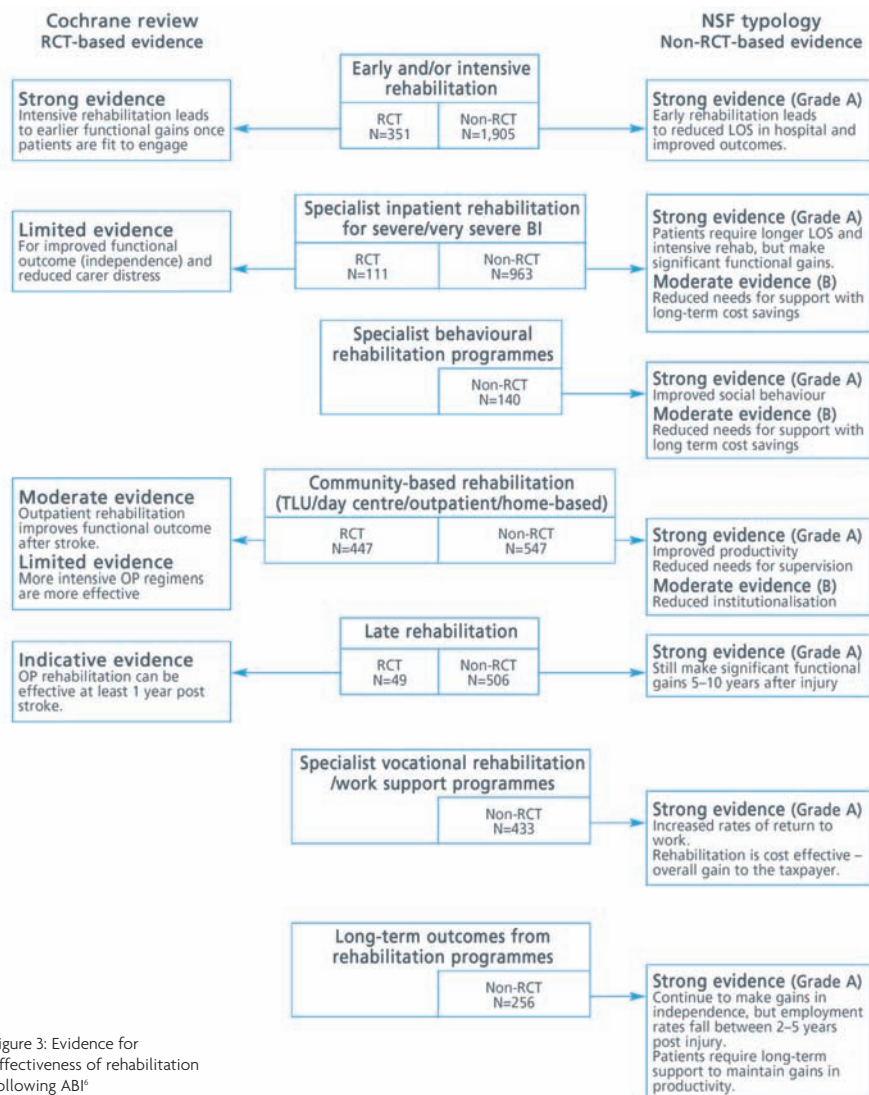 Cochrane review
RCT-based evidence
NSF typology
Non-RCT-based evidence
Early and/or intensive
rehabilitation
RCT
N=351
Non-RCT
N=1,905
Strong evidence
Intensive rehabilitation leads
to earlier functional gains once
patients are fit to engage
Strong evidence (Grade A)
Early rehabilitation leads
to reduced LOS in hospital and
improved outcomes.
Specialist inpatient rehabilitation
for severe/very severe BI
RCT
N=111
Non-RCT
N=963
Limited evidence
For improved functional
outcome (independence) and
reduced carer distress
Strong evidence (Grade A)
Patients require longer LOS and
intensive rehab, but make
significant functional gains.
Moderate evidence (B)
Reduced needs for support with
long-term cost savings
Specialist behavioural
rehabilitation programmes
Non-RCT
N=140
Strong evidence (Grade A)
Improved social behaviour
Moderate evidence (B)
Reduced needs for support with
long term cost savings
Community-based rehabilitation
(TLU/day centre/outpatient/home-based)
RCT
N=447
Non-RCT
N=547
Moderate evidence
Outpatient rehabilitation
improves functional outcome
after stroke.
Limited evidence
More intensive OP regimens
are more effective
Strong evidence (Grade A)
Improved productivity
Reduced needs for supervision
Moderate evidence (B)
Reduced institutionalisation
Late rehabilitation
RCT
N=49
Non-RCT
N=506
Indicative evidence
OP rehabilitation can be
effective at least 1 year post
stroke.
Strong evidence (Grade A)
Still make significant functional
gains 5–10 years after injury
Specialist vocational rehabilitation
/work support programmes
Non-RCT
N=433
Strong evidence (Grade A)
Increased rates of return to
work.
Rehabilitation is cost effective –
overall gain to the taxpayer.
Long-term outcomes from
rehabilitation programmes
Non-RCT
N=256
Strong evidence (Grade A)
Continue to make gains in
independence, but employment
rates fall between 2–5 years
post injury.
Patients require long-term
support to maintain gains in
productivity.
igure 3: Evidence for
ffectiveness of rehabilitation
ollowing ABI⁶